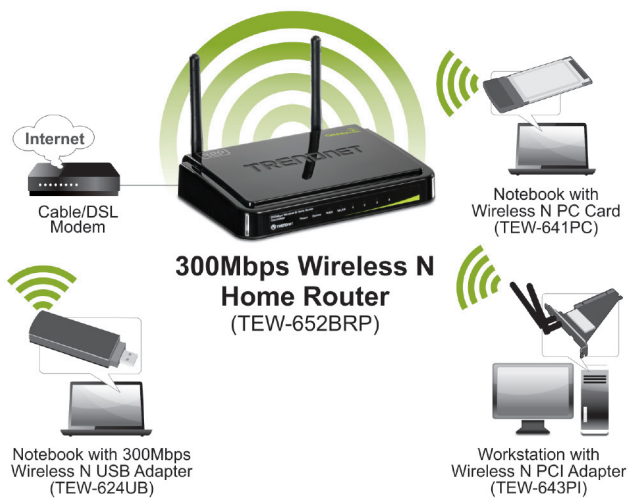 Internet
Cable/DSL
Modem
TRENDNET
TRENDNET
300Mbps Wireless N
Home Router
(TEW-652BRP)
Notebook with
Wireless N PC Card
(TEW-641PC)
Notebook with 300Mbps
Wireless N USB Adapter
(TEW-624UB)
Workstation with
Wireless N PCI Adapter
(TEW-643PI)